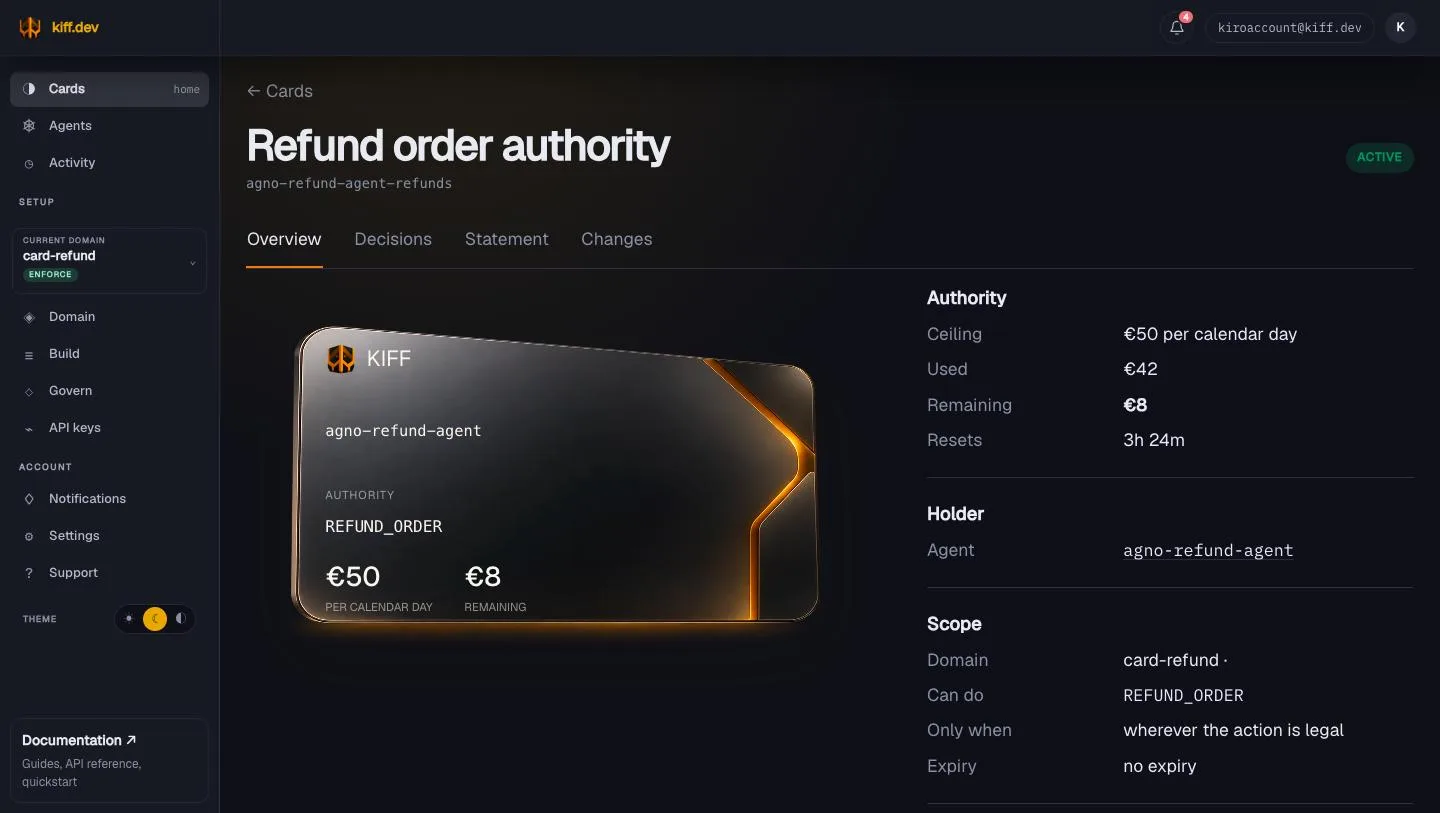 kiff.dev
4
kiroaccount@kiff.dev
K
Cards
home
Agents
Activity
SETUP
CURRENT DOMAIN
card-refund
ENFORCE
Domain
Build
Govern
API keys
ACCOUNT
Notifications
Settings
? Support
THEME
Documentation ↗
Guides, API reference,
quickstart
← Cards
Refund order authority
agno-refund-agent-refunds
ACTIVE
Overview
Decisions
Statement
Changes
KIFF
agno-refund-agent
AUTHORITY
REFUND_ORDER
€50
€8
PER CALENDAR DAY
REMAINING
Authority
Ceiling €50 per calendar day
Used €42
Remaining €8
Resets 3h 24m
Holder
Agent agno-refund-agent
Scope
Domain card-refund ·
Can do REFUND_ORDER
Only when wherever the action is legal
Expiry no expiry